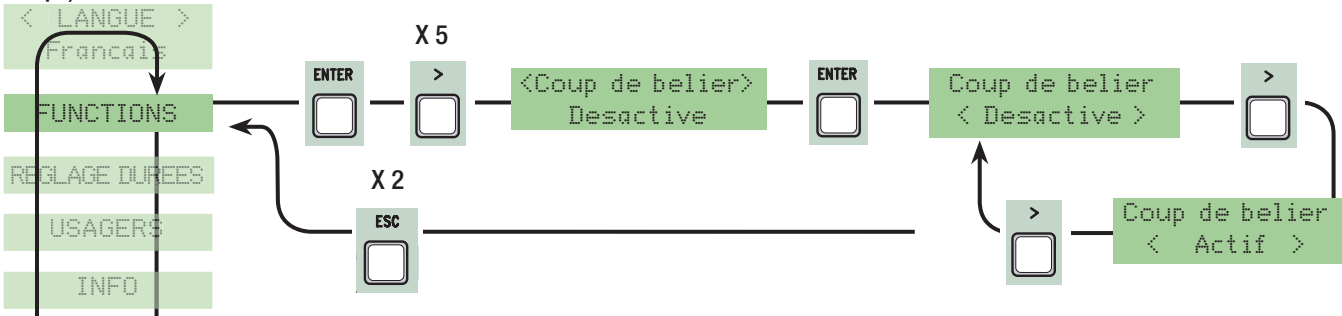 < LANGUE >
Francais
FUNCTIONS
REGLAGE DUREES
USAGERS
INFO
ENTER
X 5
>
<Coup de belier>
Desactive
ENTER
Coup de belier
< Desactive >
>
X 2
ESC
>
Coup de belier
< Actif >